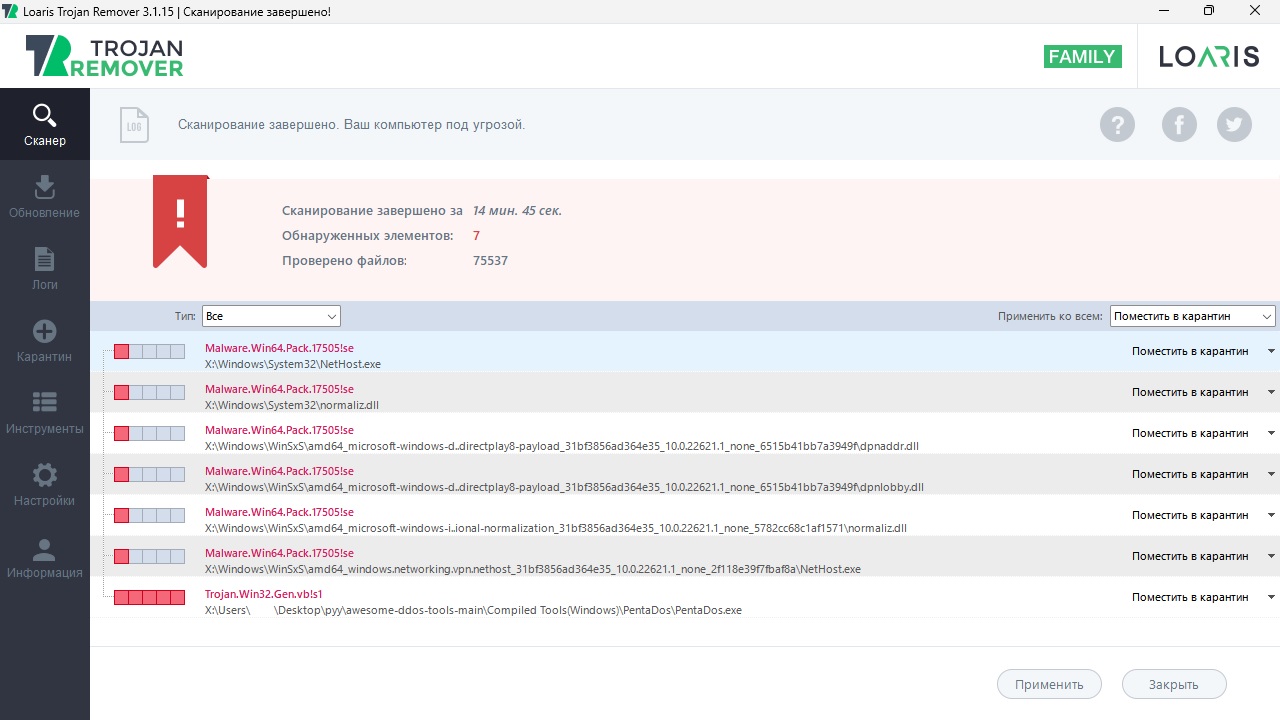 Loaris Trojan Remover 3.1.15 | Сканирование завершено!
TROJAN
REMOVER
FAMILY
LOARIS
Сканер
LOG
Сканирование завершено. Ваш компьютер под угрозой.
Обновление
Сканирование завершено за 14 мин. 45 сек.
Обнаруженных элементов: 7
Проверено файлов: 75537
Логи
Тип: Все
Применить ко всем: Поместить в карантин
Карантин
Malware.Win64.Pack.17505!se
X:\Windows\System32\NetHost.exe
Поместить в карантин
Malware.Win64.Pack.17505!se
X:\Windows\System32\normaliz.dll
Поместить в карантин
Инструменты
Malware.Win64.Pack.17505!se
X:\Windows\WinSxS\amd64_microsoft-windows-d..directplay8-payload_31bf3856ad364e35_10.0.22621.1_none_6515b41bb7a3949f\dpnaddr.dll
Поместить в карантин
Malware.Win64.Pack.17505!se
X:\Windows\WinSxS\amd64_microsoft-windows-d..directplay8-payload_31bf3856ad364e35_10.0.22621.1_none_6515b41bb7a3949f\dpnlobby.dll
Поместить в карантин
Настройки
Malware.Win64.Pack.17505!se
X:\Windows\WinSxS\amd64_microsoft-windows-i..ional-normalization_31bf3856ad364e35_10.0.22621.1_none_5782cc68c1af1571\normaliz.dll
Поместить в карантин
Malware.Win64.Pack.17505!se
X:\Windows\WinSxS\amd64_windows.networking.vpn.nethost_31bf3856ad364e35_10.0.22621.1_none_2f118e39f7fbaf8a\NetHost.exe
Поместить в карантин
Информация
Trojan.Win32.Gen.vb!s1
X:\Users\ \Desktop\pyy\awesome-ddos-tools-main\Compiled Tools(Windows)\PentaDos\PentaDos.exe
Поместить в карантин
Применить
Закрыть